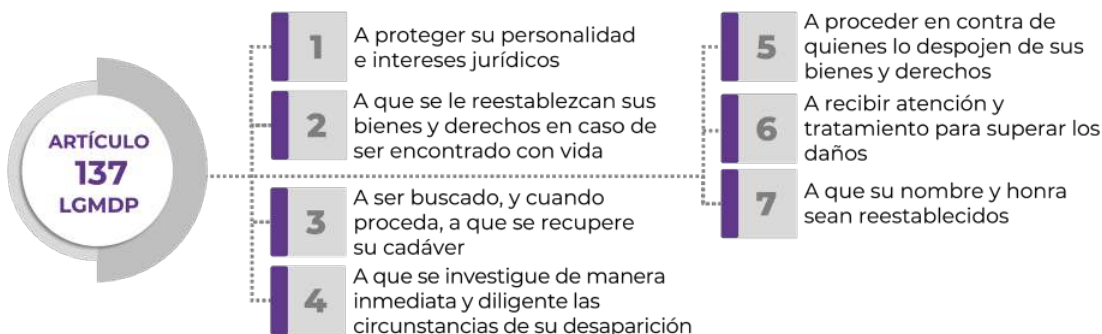 ARTÍCULO
137
LGMDP
1
A proteger su personalidad
e intereses jurídicos
2
A que se le reestablezcan sus
bienes y derechos en caso de
ser encontrado con vida
3
A ser buscado, y cuando
proceda, a que se recupere
su cadáver
4
A que se investigue de manera
inmediata y diligente las
circunstancias de su desaparición
5
A proceder en contra de
quienes lo despojen de sus
bienes y derechos
6
A recibir atención y
tratamiento para superar los
daños
7
A que su nombre y honra
sean reestablecidos